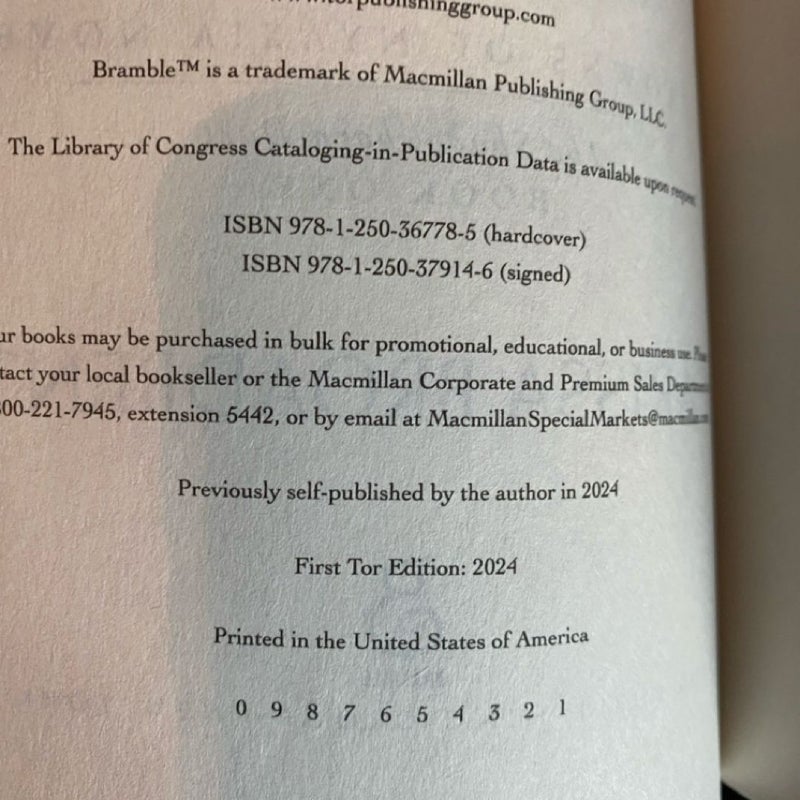 Bramble™ is a trademark of Macmillan Publishing Group, LLC.
The Library of Congress Cataloging-in-Publication Data is available upon request.
ISBN 978-1-250-36778-5 (hardcover)
ISBN 978-1-250-37914-6 (signed)
books may be purchased in bulk for promotional, educational, or business use.
your local bookseller or the Macmillan Corporate and Premium Sales Department
00-221-7945, extension 5442, or by email at MacmillanSpecialMarkets@macmillan
Previously self-published by the author in 2024
First Tor Edition: 2024
Printed in the United States of America
0 9 8 7 6 5 4 3 2 1